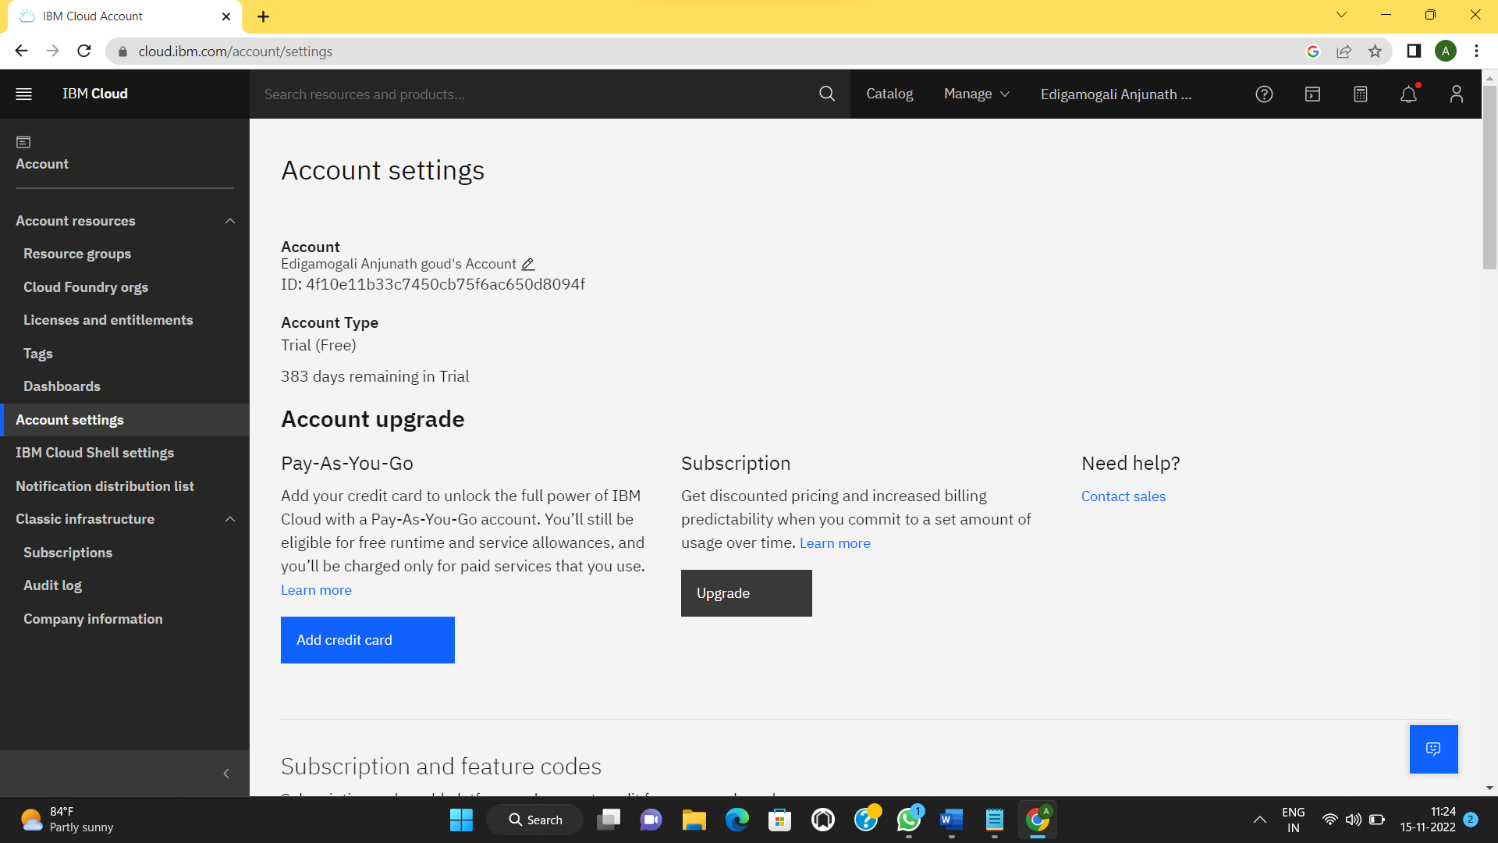 IBM Cloud Account
cloud.ibm.com/account/settings
A
IBM Cloud
Search resources and products...
Catalog
Manage
Edigamogali Anjunath ...
Account
Account resources
Resource groups
Cloud Foundry orgs
Licenses and entitlements
Tags
Dashboards
Account settings
IBM Cloud Shell settings
Notification distribution list
Classic infrastructure
Subscriptions
Audit log
Company information
Account settings
Account
Edigamogali Anjunath goud's Account
ID: 4f10e11b33c7450cb75f6ac650d8094f
Account Type
Trial (Free)
383 days remaining in Trial
Account upgrade
Pay-As-You-Go
Add your credit card to unlock the full power of IBM
Cloud with a Pay-As-You-Go account. You’ll still be
eligible for free runtime and service allowances, and
you’ll be charged only for paid services that you use.
Learn more
Add credit card
Subscription
Get discounted pricing and increased billing
predictability when you commit to a set amount of
usage over time. Learn more
Upgrade
Need help?
Contact sales
Subscription and feature codes
84°F
Partly sunny
Search
1
A
ENG
IN
11:24
15-11-2022
2